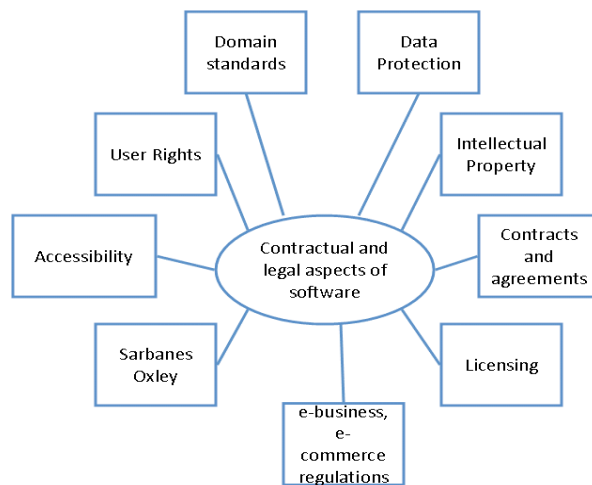 Domain
standards
Data
Protection
User Rights
Intellectual
Property
Accessibility
Contractual and
legal aspects of
software
Contracts
and
agreements
Sarbanes
Oxley
Licensing
e-business,
e-
commerce
regulations